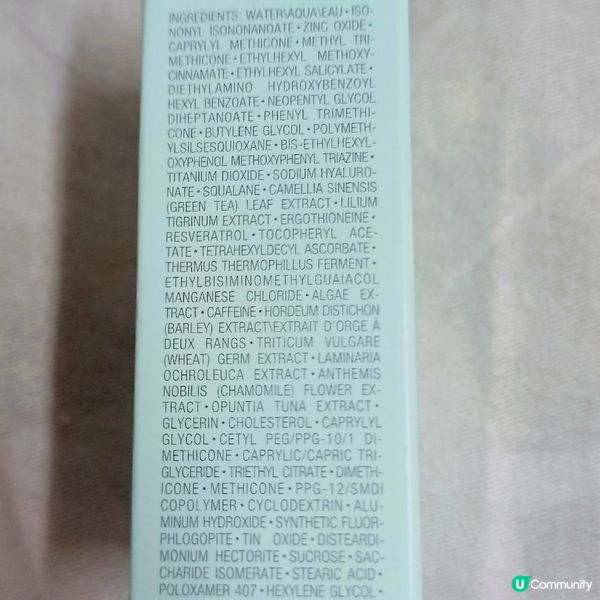 INGREDIENTS: WATER\AQUA\EAU • ISO-
NONYL ISONONANOATE • ZINC OXIDE •
CAPRYLYL METHICONE • METHYL TRI-
METHICONE • ETHYLHEXYL METHOXY-
CINNAMATE • ETHYLHEXYL SALICYLATE •
DIETHYLAMINO HYDROXYBENZOYL
HEXYL BENZOATE • NEOPENTYL GLYCOL
DIHEPTANOATE • PHENYL TRIMETHI-
CONE • BUTYLENE GLYCOL • POLYMETH-
YLSILSESQUIOXANE • BIS-ETHYLHEXYL-
OXYPHENOL METHOXYPHENYL TRIAZINE •
TITANIUM DIOXIDE • SODIUM HYALURO-
NATE • SQUALANE • CAMELLIA SINENSIS
(GREEN TEA) LEAF EXTRACT • LILIUM
TIGRINUM EXTRACT • ERGOTHIONEINE •
RESVERATROL • TOCOPHERYL ACE-
TATE • TETRAHEXYLDECYL ASCORBATE •
THERMUS THERMOPHILLUS FERMENT •
ETHYLBISIMINOMETHYLGUAIACOL
MANGANESE CHLORIDE • ALGAE EX-
TRACT • CAFFEINE • HORDEUM DISTICHON
(BARLEY) EXTRACT\EXTRAIT D'ORGE À
DEUX RANGS • TRITICUM VULGARE
(WHEAT) GERM EXTRACT • LAMINARIA
OCHROLEUCA EXTRACT • ANTHEMIS
NOBILIS (CHAMOMILE) FLOWER EX-
TRACT • OPUNTIA TUNA EXTRACT •
GLYCERIN • CHOLESTEROL • CAPRYLYL
GLYCOL • CETYL PEG/PPG-10/1 DI-
METHICONE • CAPRYLIC/CAPRIC TRI-
GLYCERIDE • TRIETHYL CITRATE • DIMETH-
ICONE • METHICONE • PPG-12/SMDI
COPOLYMER • CYCLODEXTRIN • ALU-
MINUM HYDROXIDE • SYNTHETIC FLUOR-
PHLOGOPITE • TIN OXIDE • DISTEARDI-
MONIUM HECTORITE • SUCROSE • SAC-
CHARIDE ISOMERATE • STEARIC ACID •
POLOXAMER 407 • HEXYLENE GLYCOL •
U Community